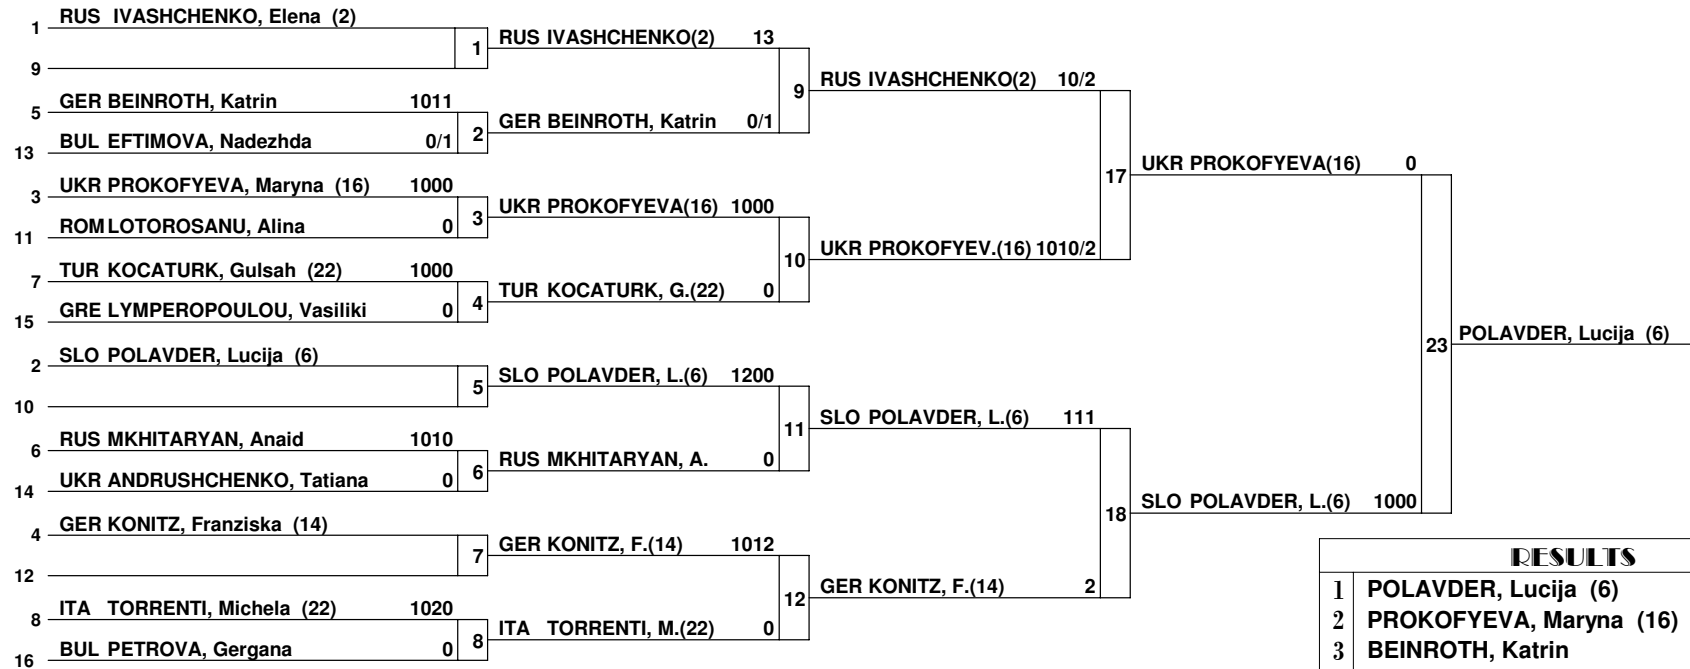 RUS IVASHCHENKO, Elena (2)
1
1
RUS IVASHCHENKO(2) 13
9
9
RUS IVASHCHENKO(2) 10/2
GER BEINROTH, Katrin 1011
5
2
GER BEINROTH, Katrin 0/1
BUL EFTIMOVA, Nadezhda 0/1
13
17
UKR PROKOFYEVA(16) 0
UKR PROKOFYEVA, Maryna (16) 1000
3
3
UKR PROKOFYEVA(16) 1000
ROM LOTOROSANU, Alina 0
11
10
UKR PROKOFYEV.(16) 1010/2
TUR KOCATURK, Gulsah (22) 1000
7
4
TUR KOCATURK, G.(22) 0
GRE LYMPEROPOULOU, Vasiliki 0
15
23
POLAVDER, Lucija (6)
SLO POLAVDER, Lucija (6)
2
5
SLO POLAVDER, L.(6) 1200
10
11
SLO POLAVDER, L.(6) 111
RUS MKHITARYAN, Anaid 1010
6
6
RUS MKHITARYAN, A. 0
UKR ANDRUSHCHENKO, Tatiana 0
14
18
SLO POLAVDER, L.(6) 1000
GER KONITZ, Franziska (14)
4
7
GER KONITZ, F.(14) 1012
12
12
GER KONITZ, F.(14) 2
ITA TORRENTI, Michela (22) 1020
8
8
ITA TORRENTI, M.(22) 0
BUL PETROVA, Gergana 0
16
RESULTS
1 POLAVDER, Lucija (6)
2 PROKOFYEVA, Maryna (16)
3 BEINROTH, Katrin